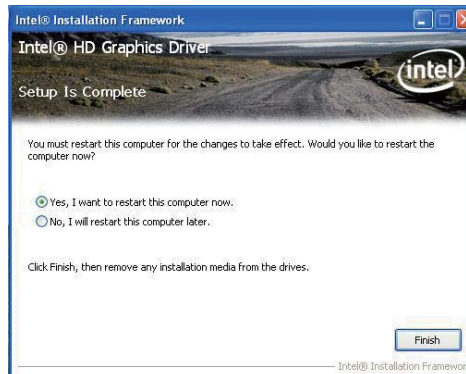 Intel® Installation Framework
Intel® HD Graphics Driver
intel
Setup Is Complete
You must restart this computer for the changes to take effect. Would you like to restart the
computer now?
Yes, I want to restart this computer now.
No, I will restart this computer later.
Click Finish, then remove any installation media from the drives.
Finish
Intel® Installation Framewor